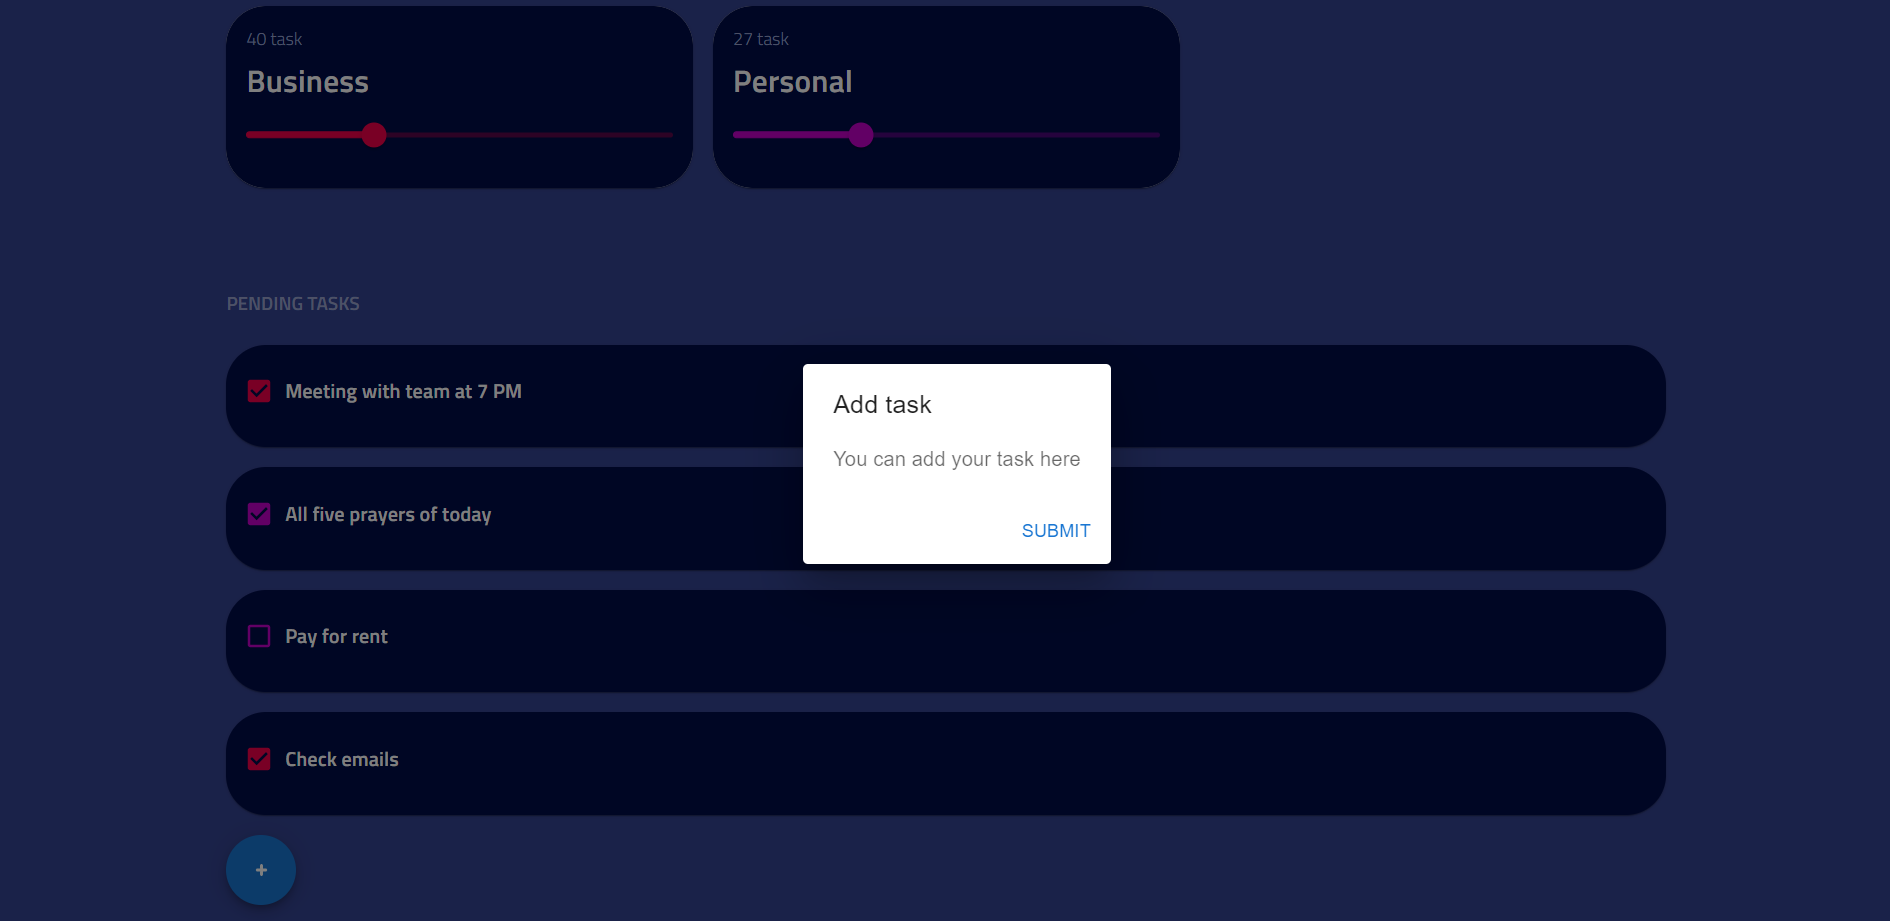 40 task
Business
27 task
Personal
PENDING TASKS
Meeting with team at 7 PM
All five prayers of today
Pay for rent
Check emails
+
Add task
You can add your task here
SUBMIT